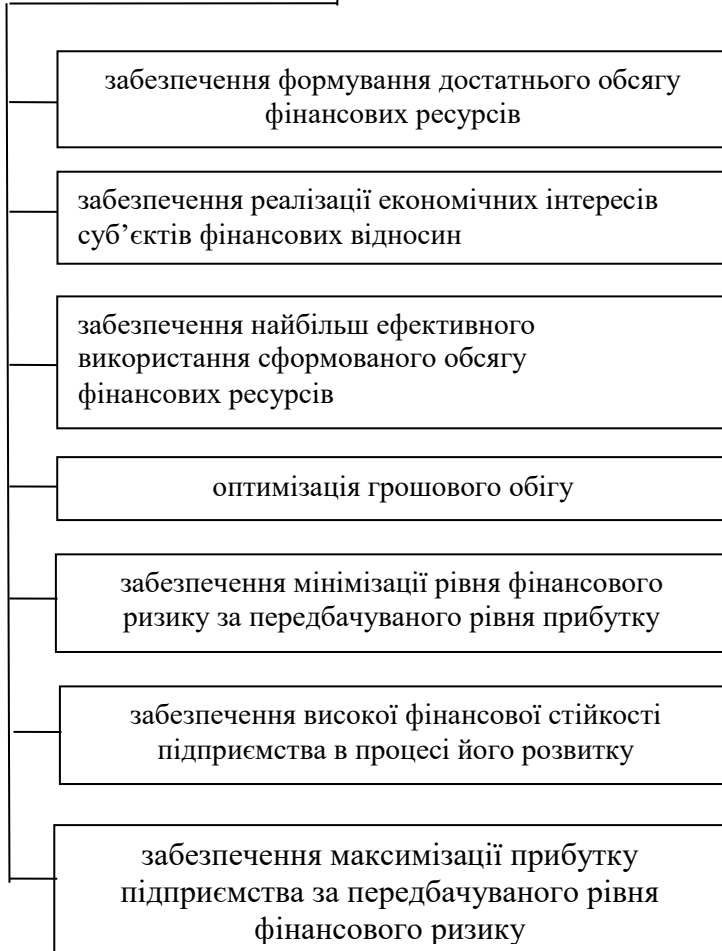 забезпечення формування достатнього обсягу
фінансових ресурсів
забезпечення реалізації економічних інтересів
суб’єктів фінансових відносин
забезпечення найбільш ефективного
використання сформованого обсягу
фінансових ресурсів
оптимізація грошового обігу
забезпечення мінімізації рівня фінансового
ризику за передбачуваного рівня прибутку
забезпечення високої фінансової стійкості
підприємства в процесі його розвитку
забезпечення максимізації прибутку
підприємства за передбачуваного рівня
фінансового ризику